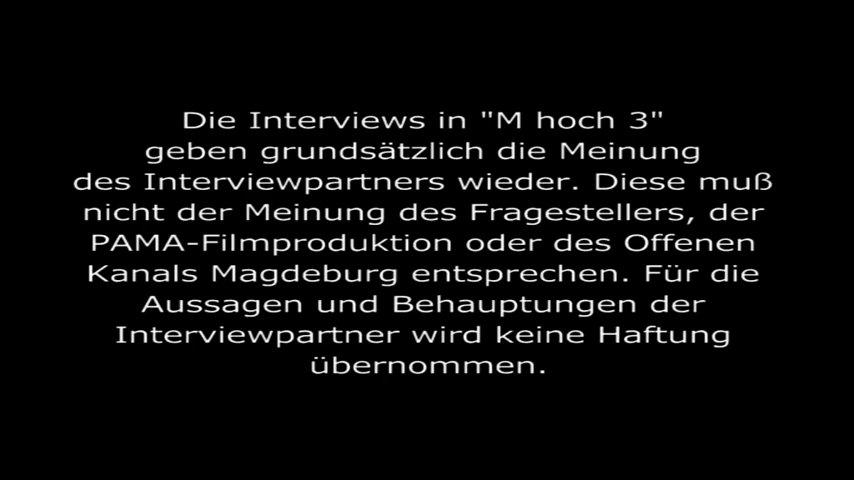 Die Interviews in "M hoch 3"
geben grundsätzlich die Meinung
des Interviewpartners wieder. Diese muß
nicht der Meinung des Fragestellers, der
PAMA-Filmproduktion oder des Offenen
Kanals Magdeburg entsprechen. Für die
Aussagen und Behauptungen der
Interviewpartner wird keine Haftung
übernommen.